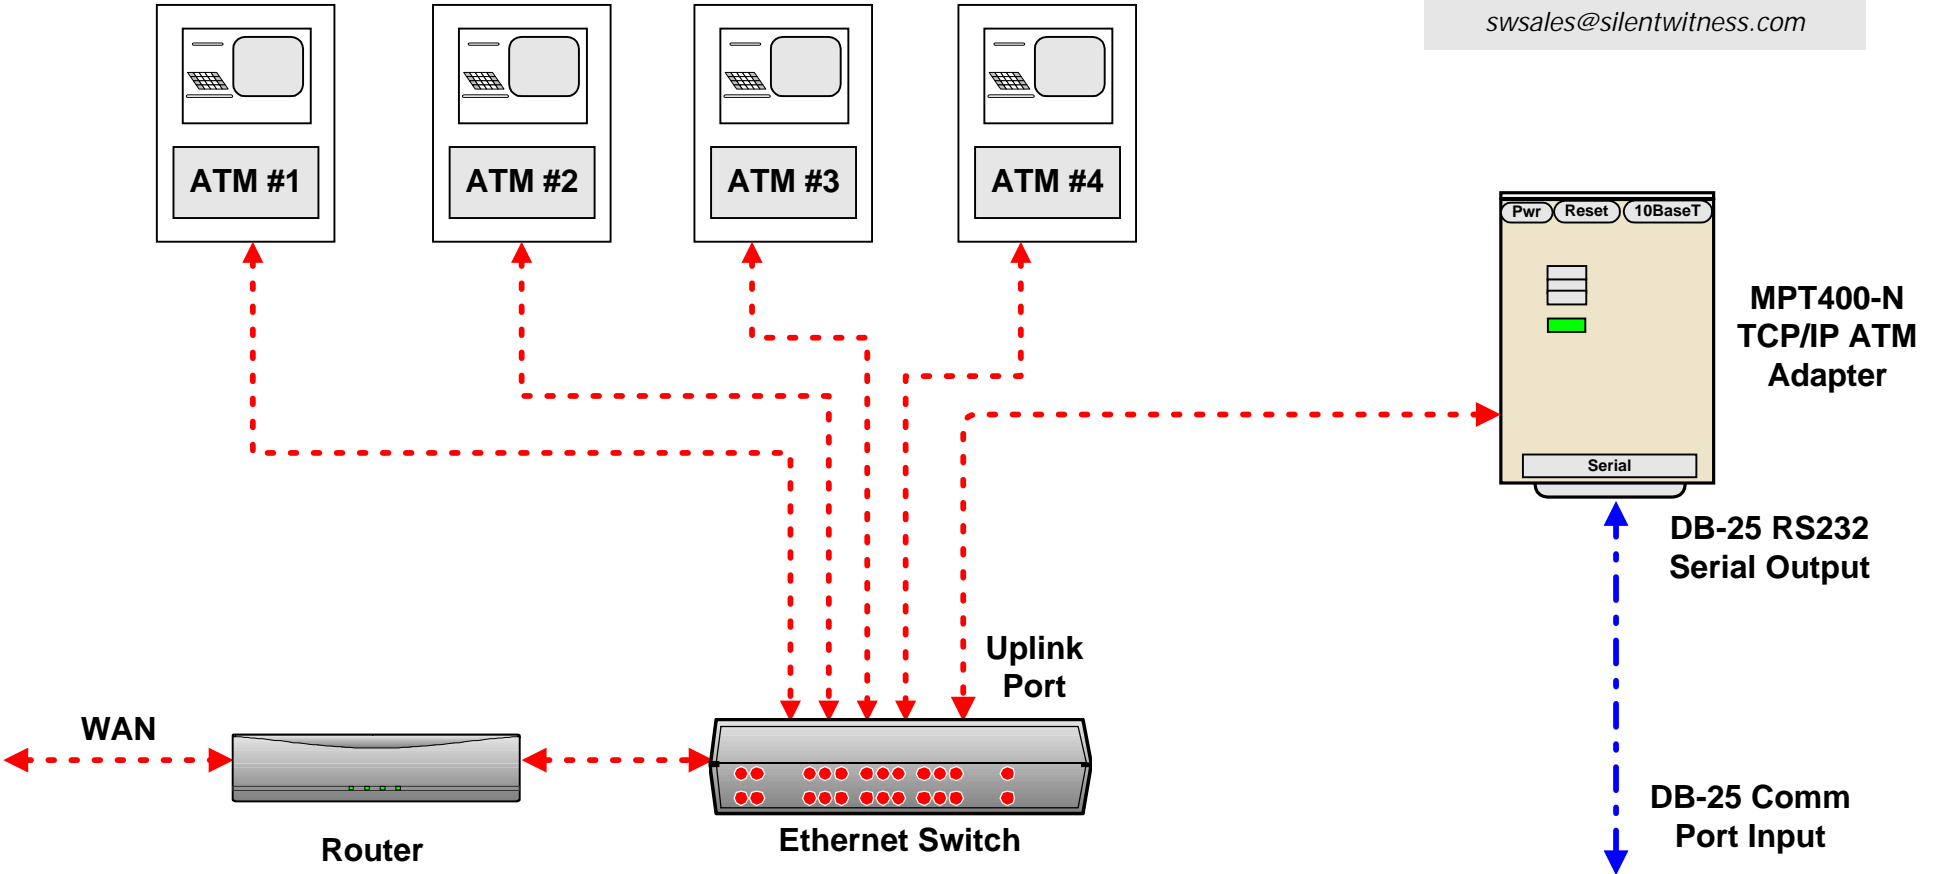 swsales@silentwitness.com
ATM #1
ATM #2
ATM #3
ATM #4
Pwr
Reset
10BaseT
MPT400-N
TCP/IP ATM
Adapter
Serial
DB-25 RS232
Serial Output
Uplink
Port
WAN
DB-25 Comm
Port Input
Router
Ethernet Switch